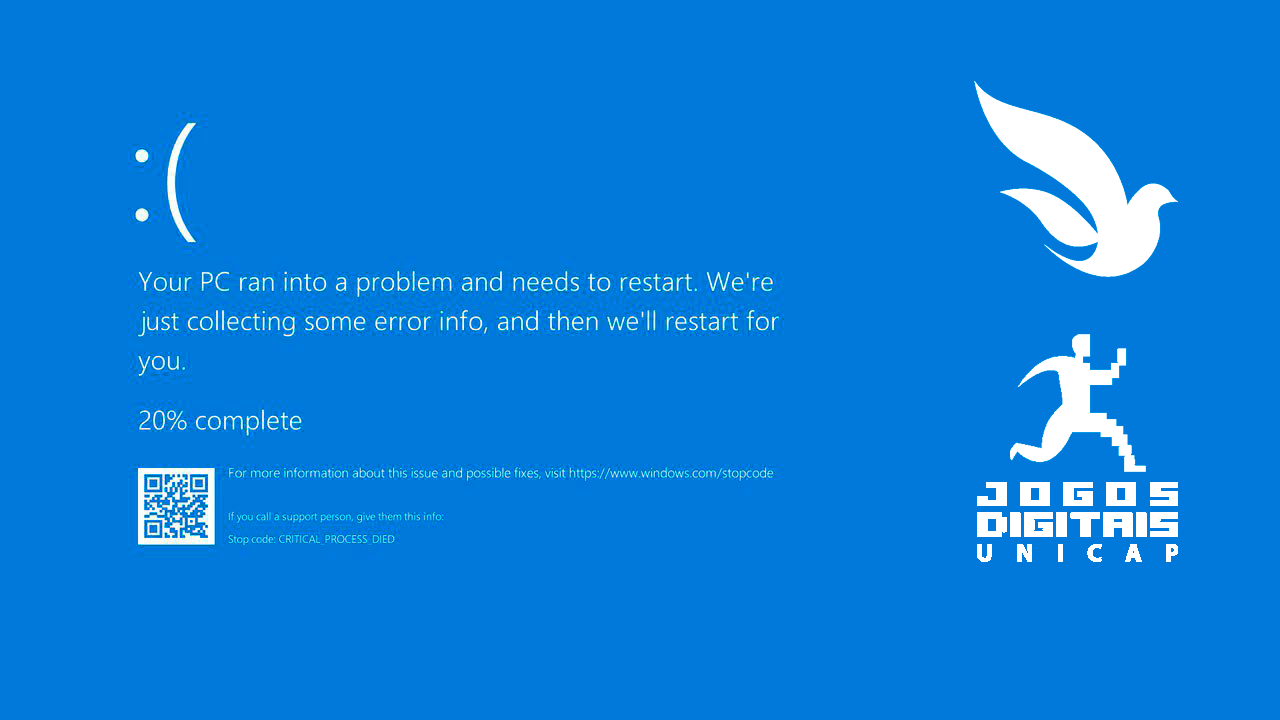 :(
Your PC ran into a problem and needs to restart. We're
just collecting some error info, and then we'll restart for
you.
20% complete
For more information about this issue and possible fixes, visit https://www.windows.com/stopcode
If you call a support person, give them this info:
Stop code: CRITICAL_PROCESS_DIED
JOGOS
DIGITAIS
UNICAP